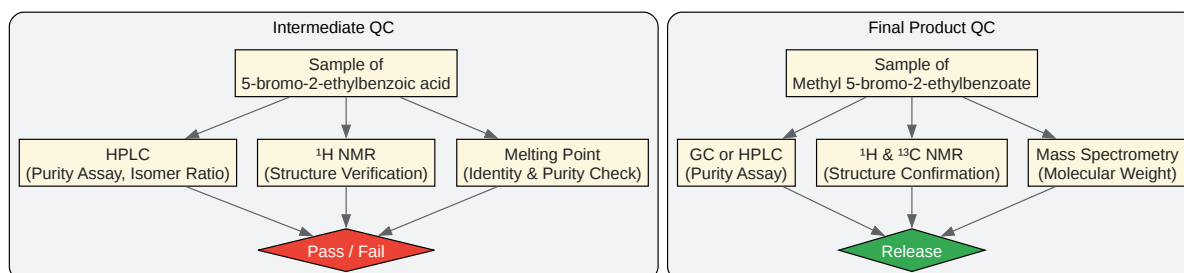 Intermediate QC
Sample of
5-bromo-2-ethylbenzoic acid
HPLC
(Purity Assay, Isomer Ratio)
¹H NMR
(Structure Verification)
Melting Point
(Identity & Purity Check)
Pass / Fail
Final Product QC
Sample of
Methyl 5-bromo-2-ethylbenzoate
GC or HPLC
(Purity Assay)
¹H & ¹³C NMR
(Structure Confirmation)
Mass Spectrometry
(Molecular Weight)
Release